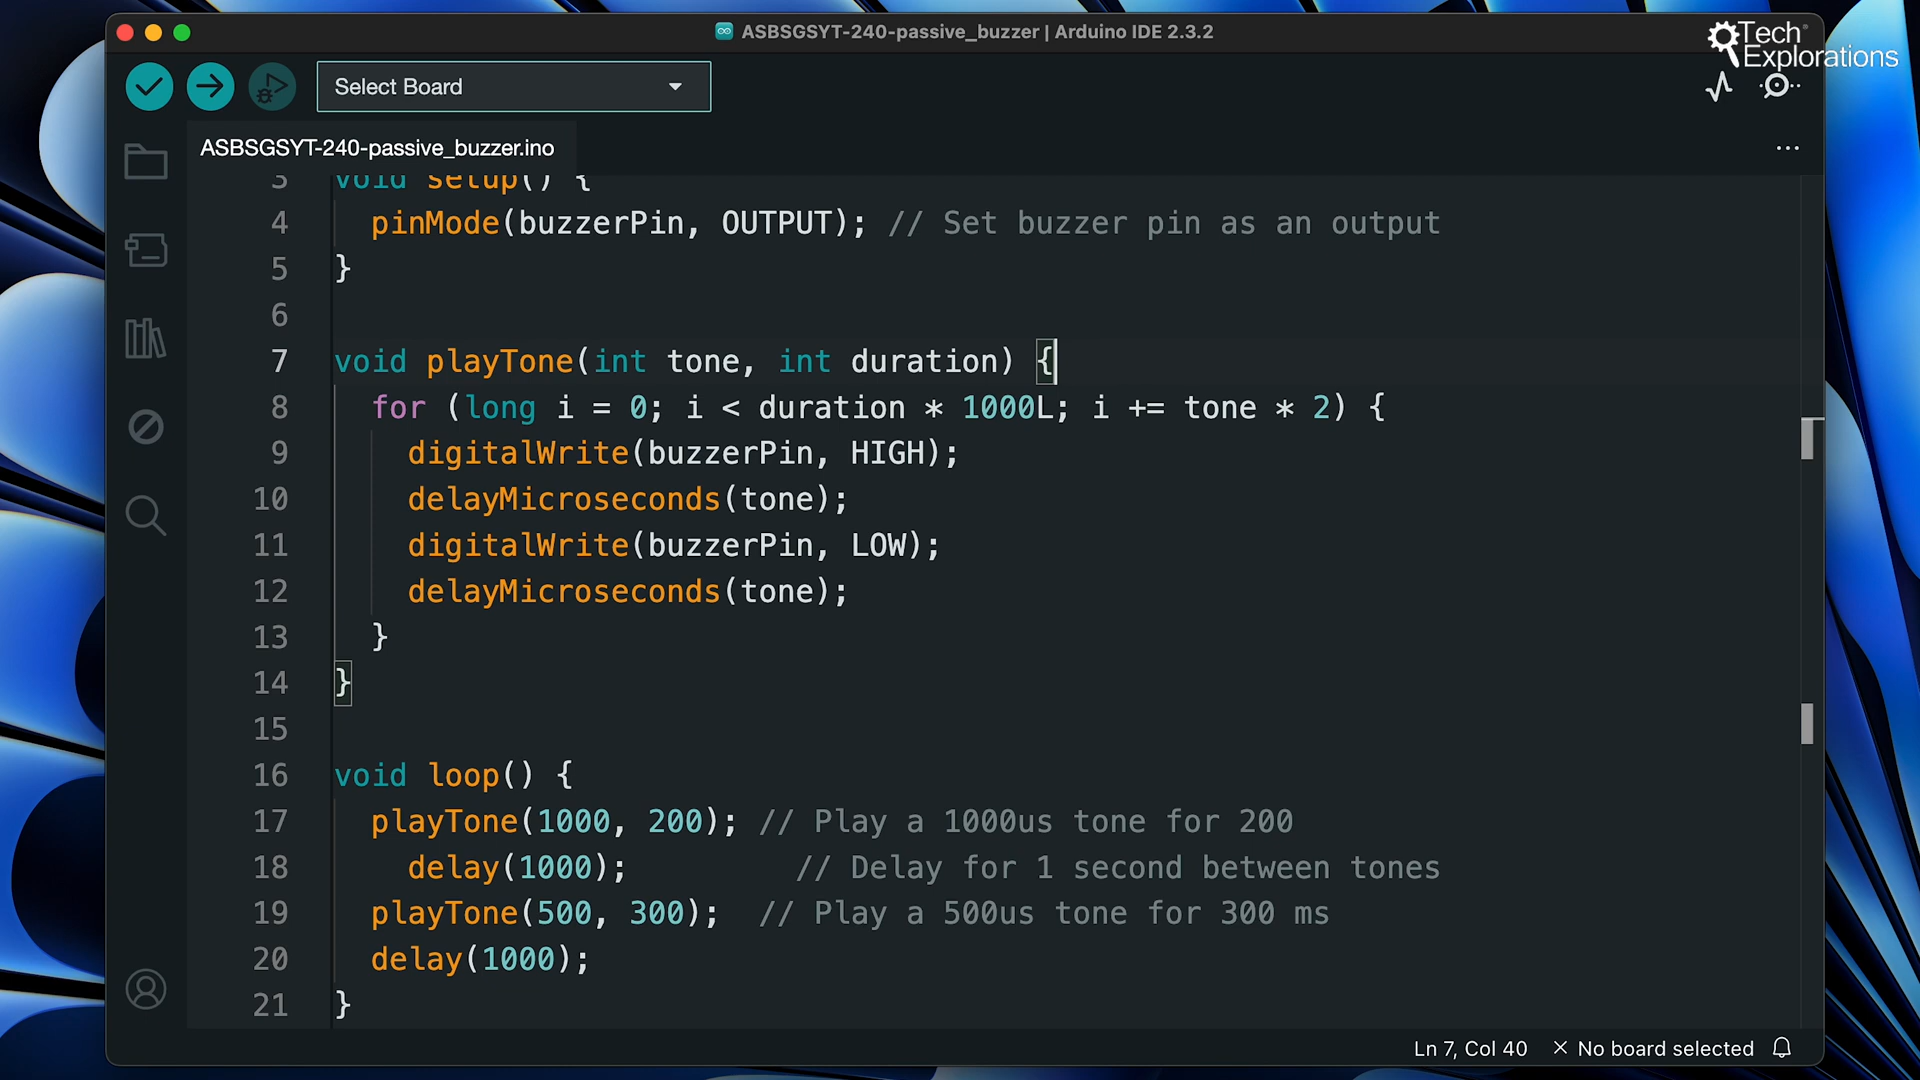 ASBSGSYT-240-passive_buzzer | Arduino IDE 2.3.2
Tech
Explorations
Select Board
ASBSGSYT-240-passive_buzzer.ino
...
3 void setup() {
4 pinMode(buzzerPin, OUTPUT); // Set buzzer pin as an output
5 }
6
7 void playTone(int tone, int duration) {
8 for (long i = 0; i < duration * 1000L; i += tone * 2) {
9 digitalWrite(buzzerPin, HIGH);
10 delayMicroseconds(tone);
11 digitalWrite(buzzerPin, LOW);
12 delayMicroseconds(tone);
13 }
14 }
15
16 void loop() {
17 playTone(1000, 200); // Play a 1000us tone for 200
18 delay(1000); // Delay for 1 second between tones
19 playTone(500, 300); // Play a 500us tone for 300 ms
20 delay(1000);
21 }
Ln 7, Col 40 × No board selected